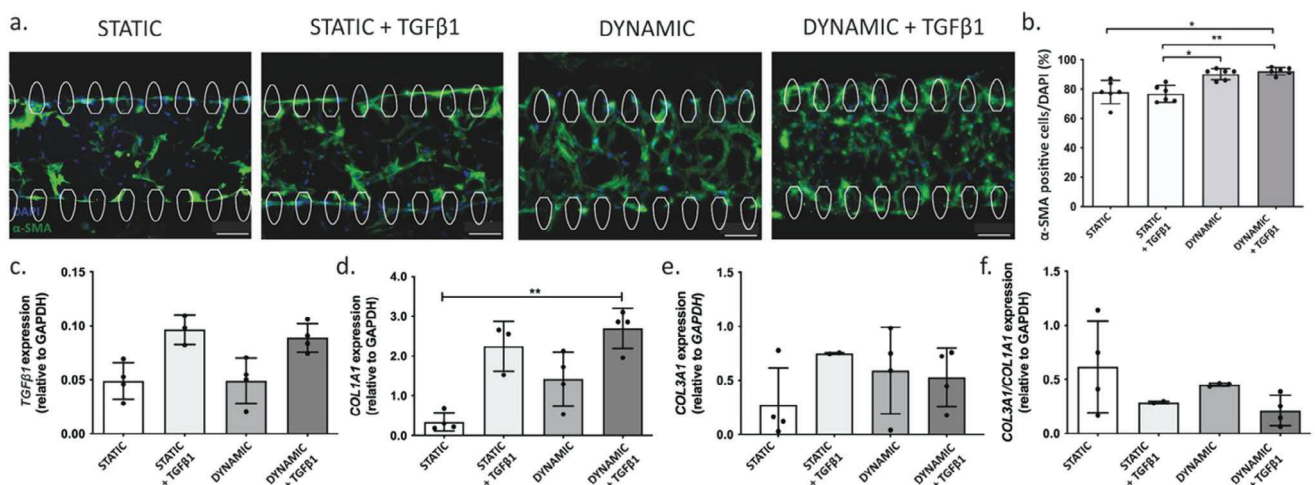 a.
STATIC
STATIC + TGFβ1
DYNAMIC
DYNAMIC + TGFβ1
DAPI
α-SMA
b.
α-SMA positive cells/DAPI (%)
100
80
60
40
20
0
*
**
*
STATIC
STATIC
+ TGFβ1
DYNAMIC
DYNAMIC
+ TGFβ1
c.
TGFβ1 expression
(relative to GAPDH)
0.15
0.10
0.05
0.00
STATIC
STATIC
+ TGFβ1
DYNAMIC
DYNAMIC
+ TGFβ1
d.
COL1A1 expression
(relative to GAPDH)
4.0
3.0
2.0
1.0
0.0
**
STATIC
STATIC
+ TGFβ1
DYNAMIC
DYNAMIC
+ TGFβ1
e.
COL3A1 expression
(relative to GAPDH)
1.5
1.0
0.5
0.0
STATIC
STATIC
+ TGFβ1
DYNAMIC
DYNAMIC
+ TGFβ1
f.
COL3A1/COL1A1 expression
(relative to GAPDH)
1.5
1.0
0.5
0.0
STATIC
STATIC
+ TGFβ1
DYNAMIC
DYNAMIC
+ TGFβ1